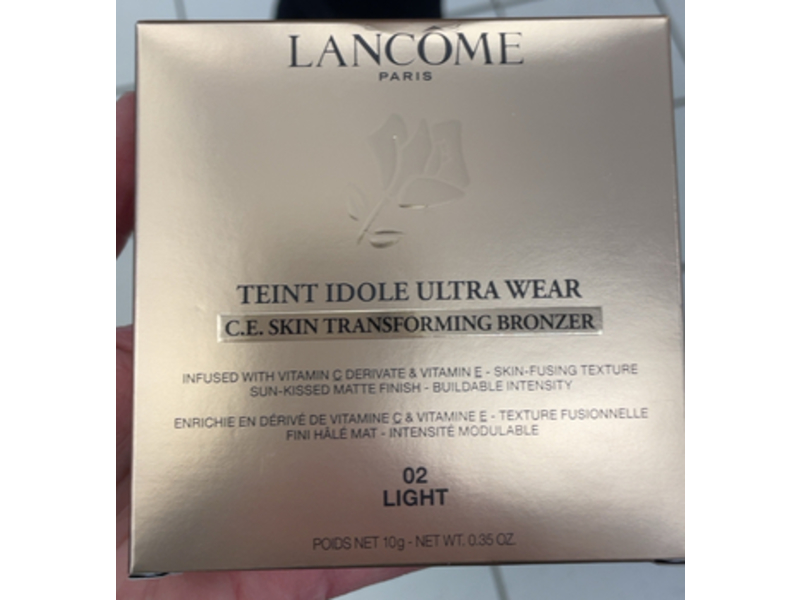 LANCÔME
PARIS
TEINT IDOLE ULTRA WEAR
C.E. SKIN TRANSFORMING BRONZER
INFUSED WITH VITAMIN C DERIVATE & VITAMIN E - SKIN-FUSING TEXTURE
SUN-KISSED MATTE FINISH - BUILDABLE INTENSITY
ENRICHIE EN DÉRIVÉ DE VITAMINE C & VITAMINE E - TEXTURE FUSIONNELLE
FINI HÂLÉ MAT - INTENSITÉ MODULABLE
02
LIGHT
POIDS NET 10g - NET WT. 0.35 OZ.